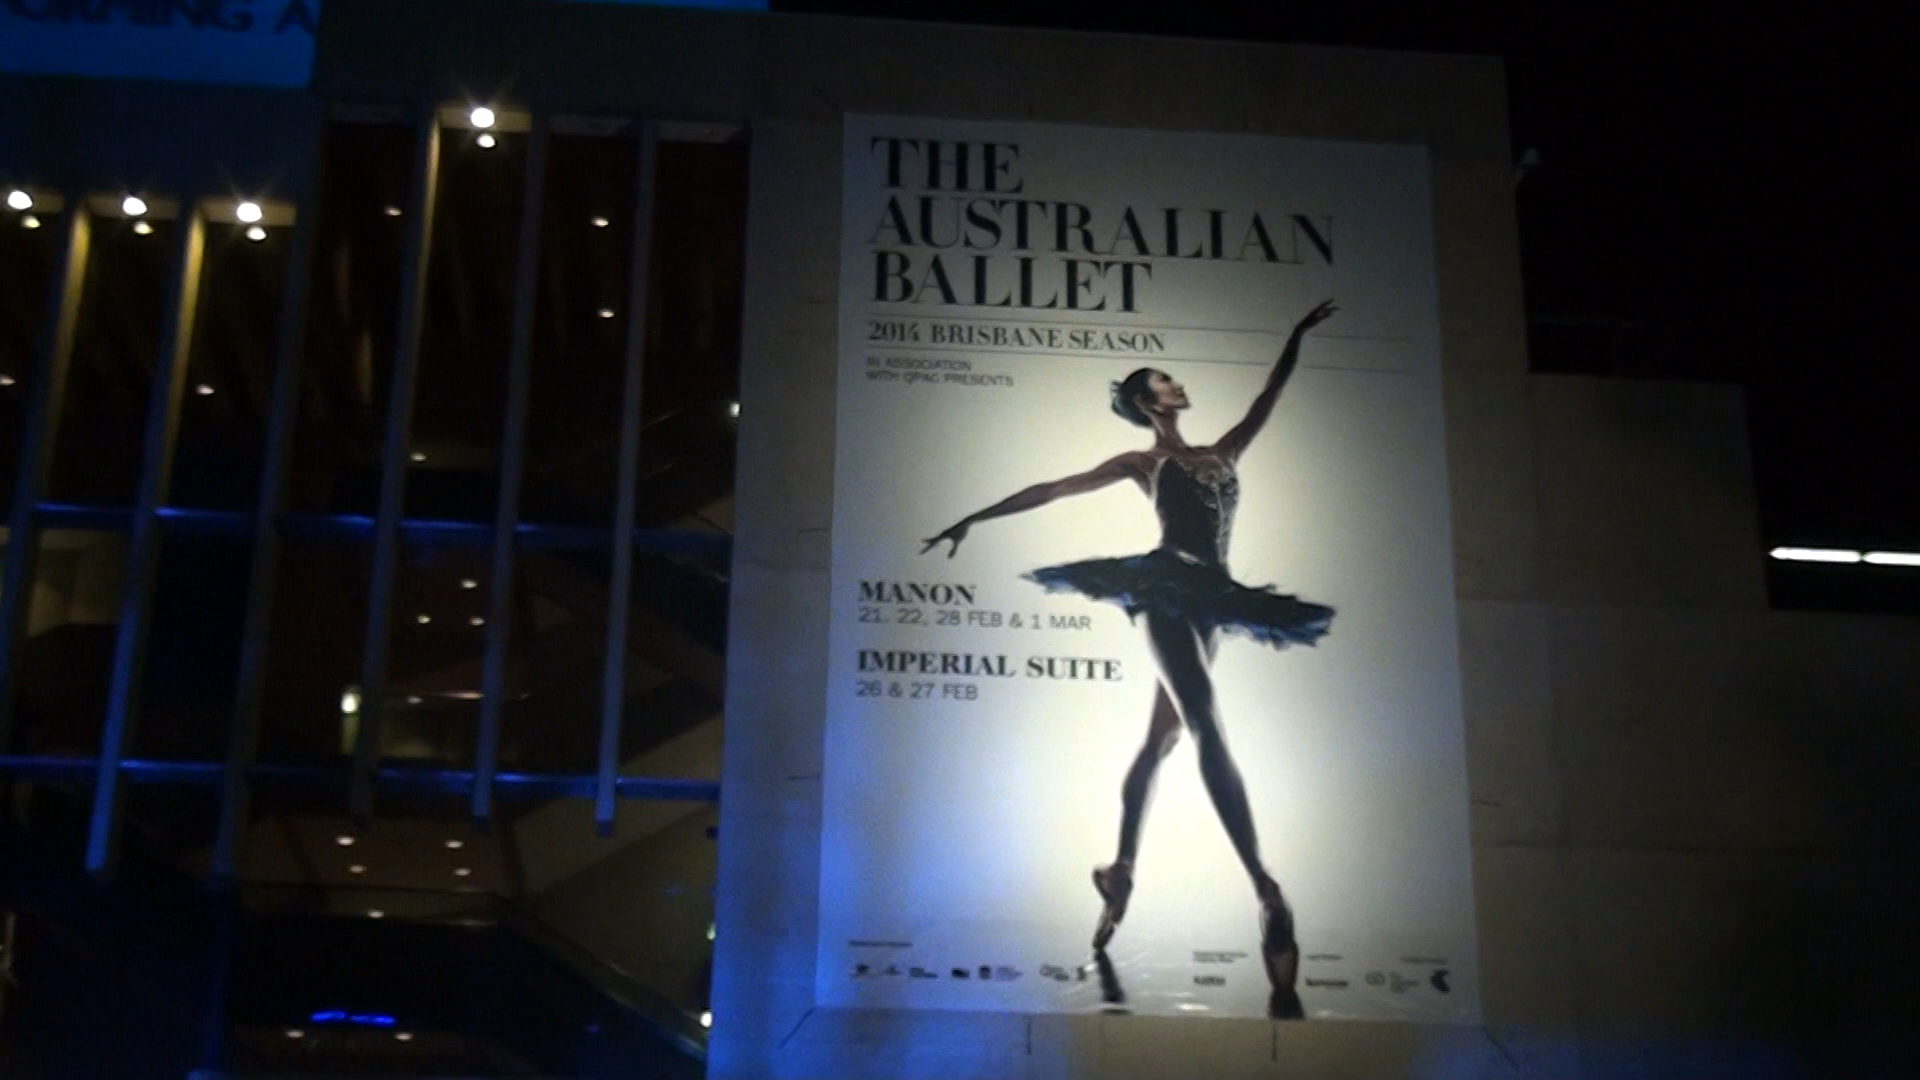 ORMING A
THE
AUSTRALIAN
BALLET
2014 BRISBANE SEASON
IN ASSOCIATION
WITH QPAC PRESENTS
MANON
21, 22, 28 FEB & 1 MAR
IMPERIAL SUITE
26 & 27 FEB